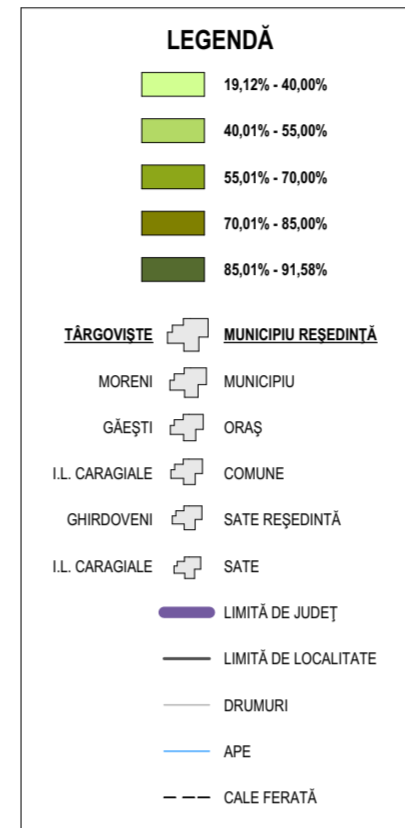 LEGENDĂ
19,12% - 40,00%
40,01% - 55,00%
55,01% - 70,00%
70,01% - 85,00%
85,01% - 91,58%
TÂRGOVIŞTE MUNICIPIU REŞEDINŢĂ
MORENI MUNICIPIU
GĂEŞTI ORAŞ
I.L. CARAGIALE COMUNE
GHIRDOVENI SATE REŞEDINTĂ
I.L. CARAGIALE SATE
LIMITĂ DE JUDEŢ
LIMITĂ DE LOCALITATE
DRUMURI
APE
CALE FERATĂ